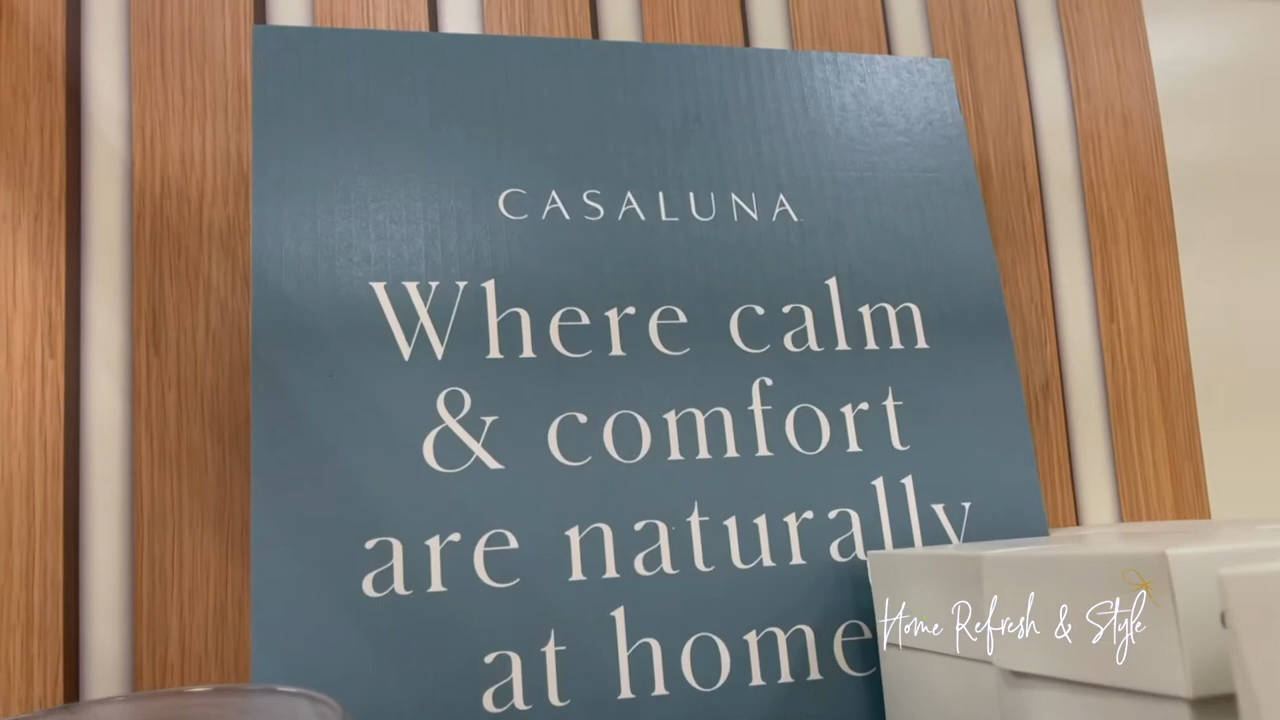 CASALUNA
Where calm
& comfort
are naturally
at home
Home Refresh & Style